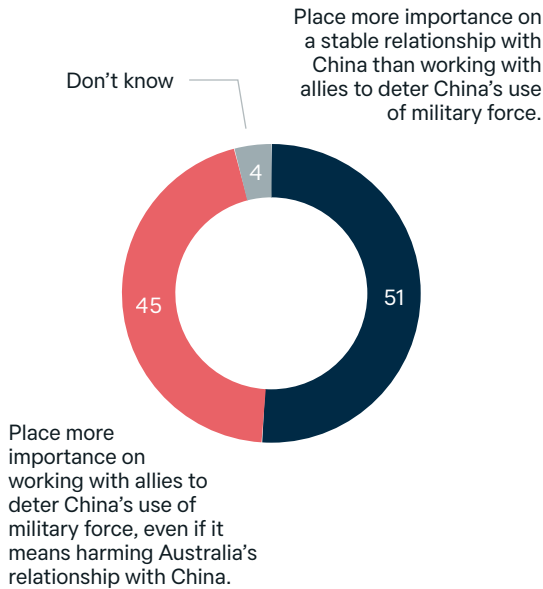 Place more importance on
a stable relationship with
China than working with
allies to deter China’s use
of military force.
Don’t know
4
51
45
Place more
importance on
working with allies to
deter China’s use of
military force, even if it
means harming Australia’s
relationship with China.